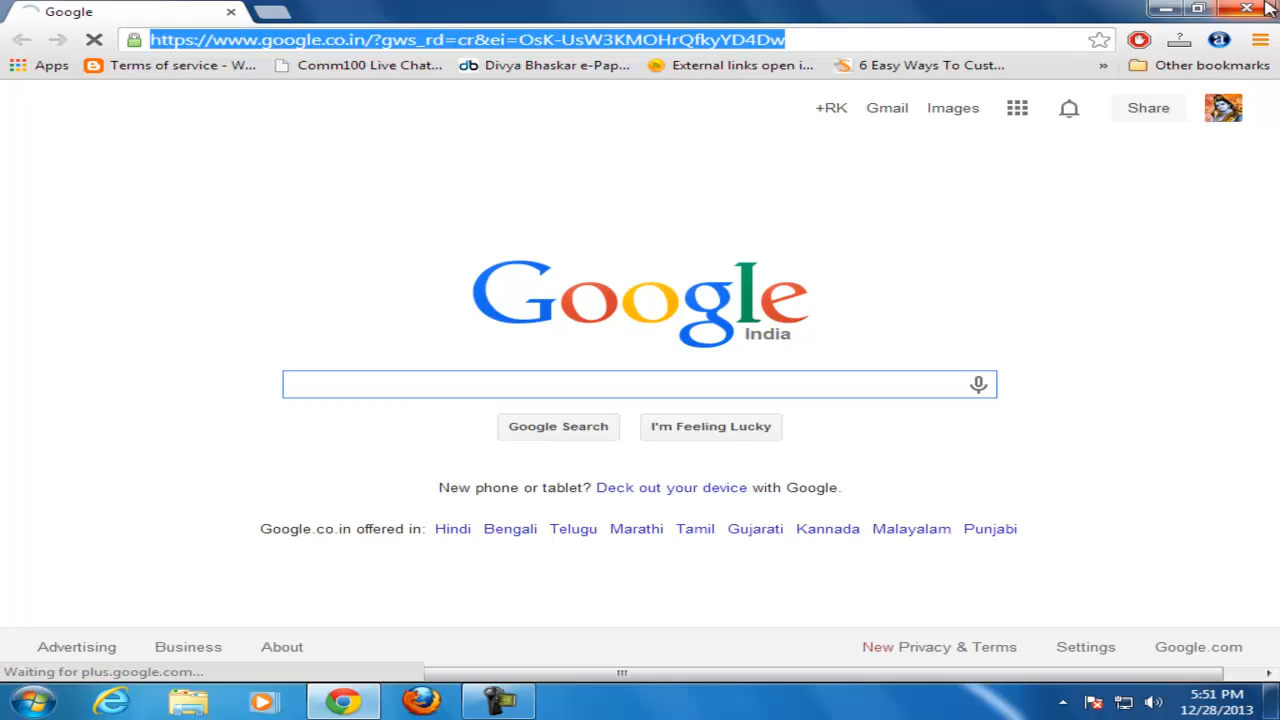 Google
https://www.google.co.in/?gws_rd=cr&ei=OsK-UsW3KMOHrQfkyYD4Dw
Apps Terms of service - W... Comm100 Live Chat... db Divya Bhaskar e-Pap... External links open i... 6 Easy Ways To Cust... » Other bookmarks
+RK Gmail Images Share
Google
India
Google Search I'm Feeling Lucky
New phone or tablet? Deck out your device with Google.
Google.co.in offered in: Hindi Bengali Telugu Marathi Tamil Gujarati Kannada Malayalam Punjabi
Advertising Business About New Privacy & Terms Settings Google.com
Waiting for plus.google.com...
5:51 PM
12/28/2013